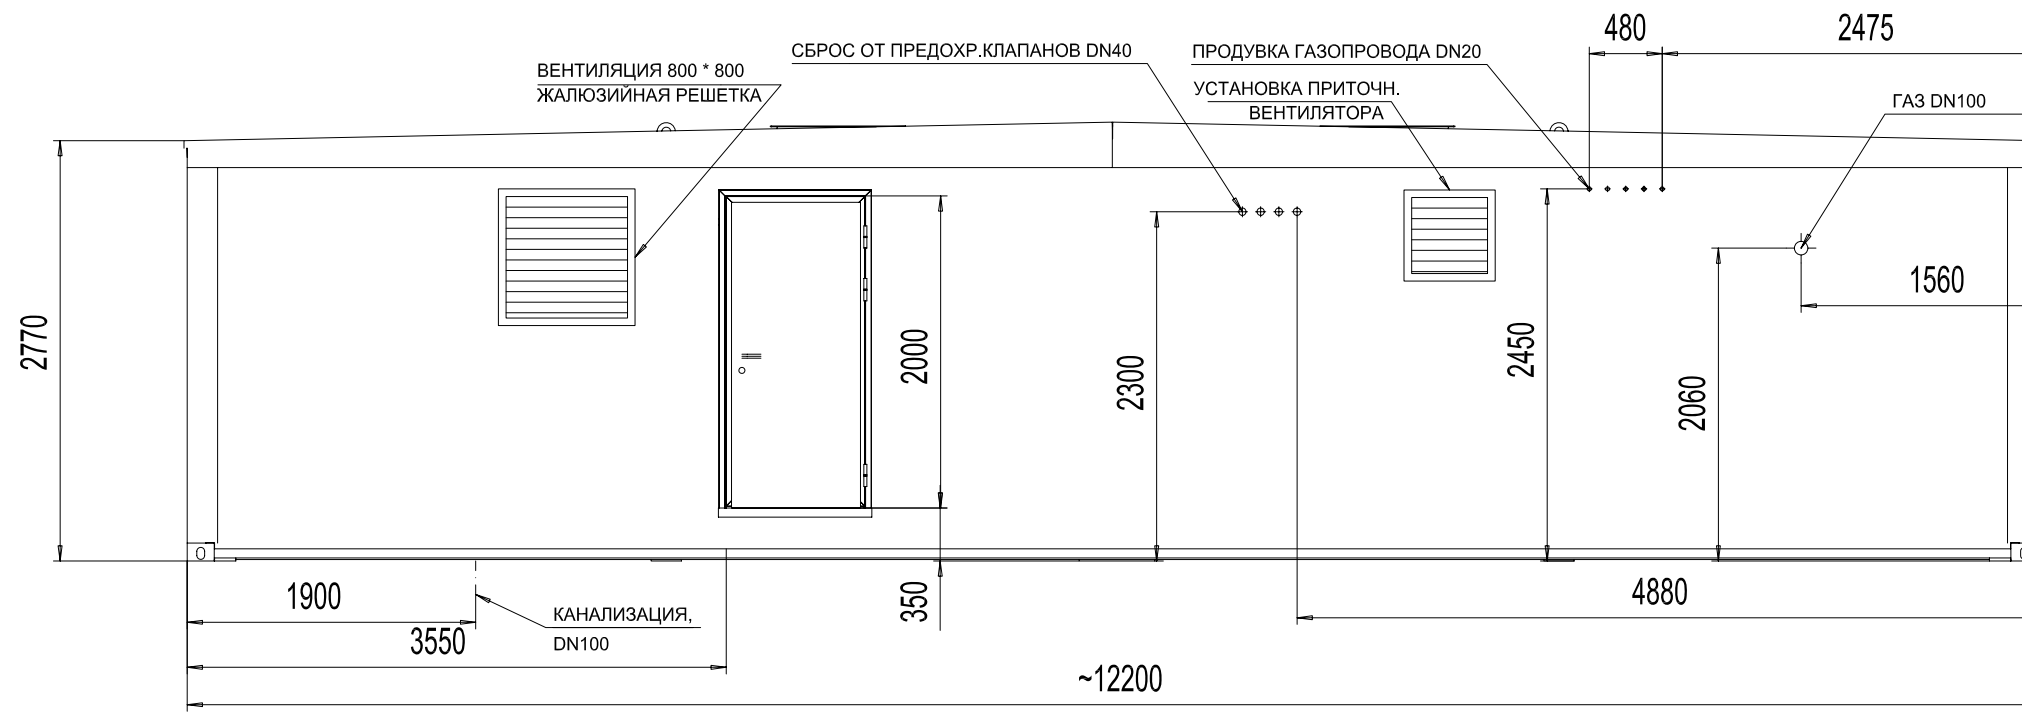 480
2475
СБРОС ОТ ПРЕДОХР.КЛАПАНОВ DN40
ПРОДУВКА ГАЗОПРОВОДА DN20
ВЕНТИЛЯЦИЯ 800 * 800
ЖАЛЮЗИЙНАЯ РЕШЕТКА
УСТАНОВКА ПРИТОЧН.
ВЕНТИЛЯТОРА
ГАЗ DN100
1560
2770
2000
2300
2450
2060
1900
350
4880
КАНАЛИЗАЦИЯ,
DN100
3550
~12200